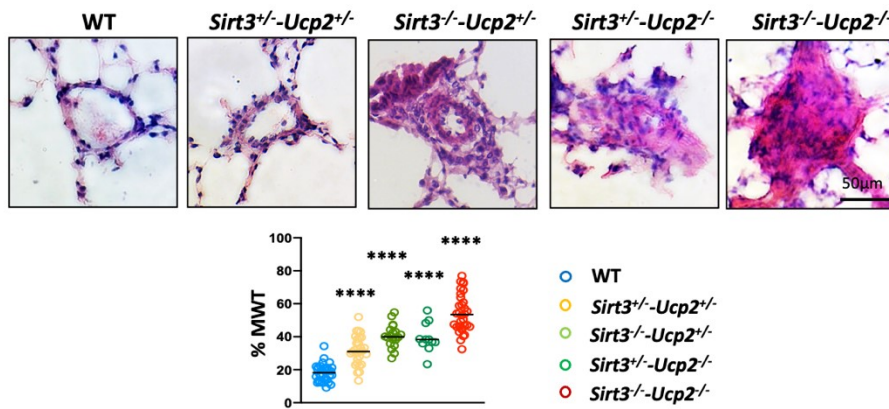 WT Sirt3+/--Ucp2+/- Sirt3-/--Ucp2+/- Sirt3+/--Ucp2-/- Sirt3-/--Ucp2-/-
50µm
100
80
60
40
20
0
% MWT
**** **** **** ****
WT
Sirt3+/--Ucp2+/-
Sirt3-/--Ucp2+/-
Sirt3+/--Ucp2-/-
Sirt3-/--Ucp2-/-